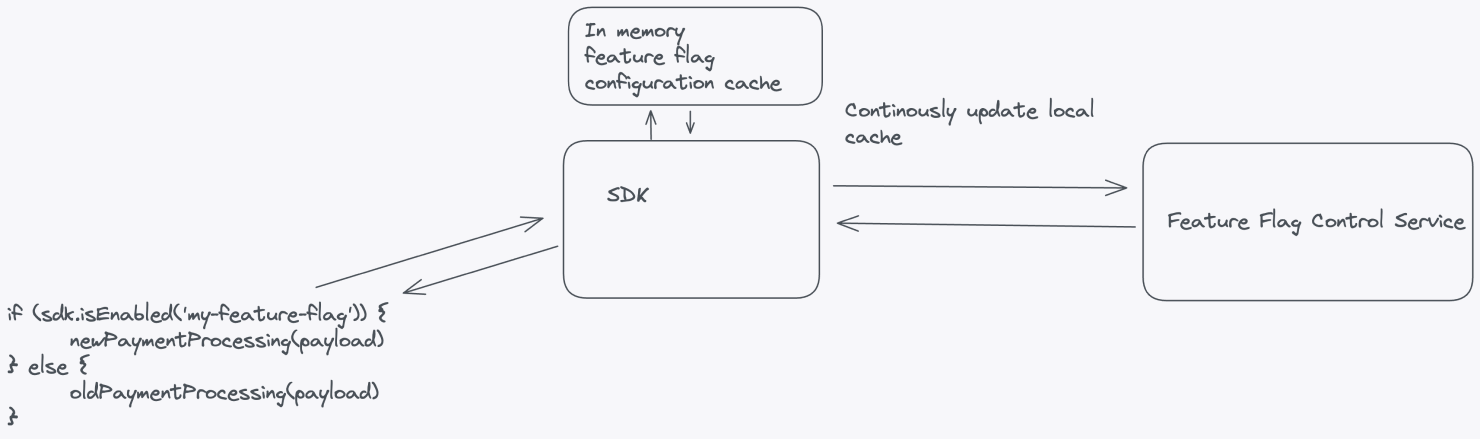 In memory
feature flag
configuration cache
Continously update local
cache
SDK
Feature Flag Control Service
if (sdk.isEnabled('my-feature-flag')) {
newPaymentProcessing(payload)
} else {
oldPaymentProcessing(payload)
}